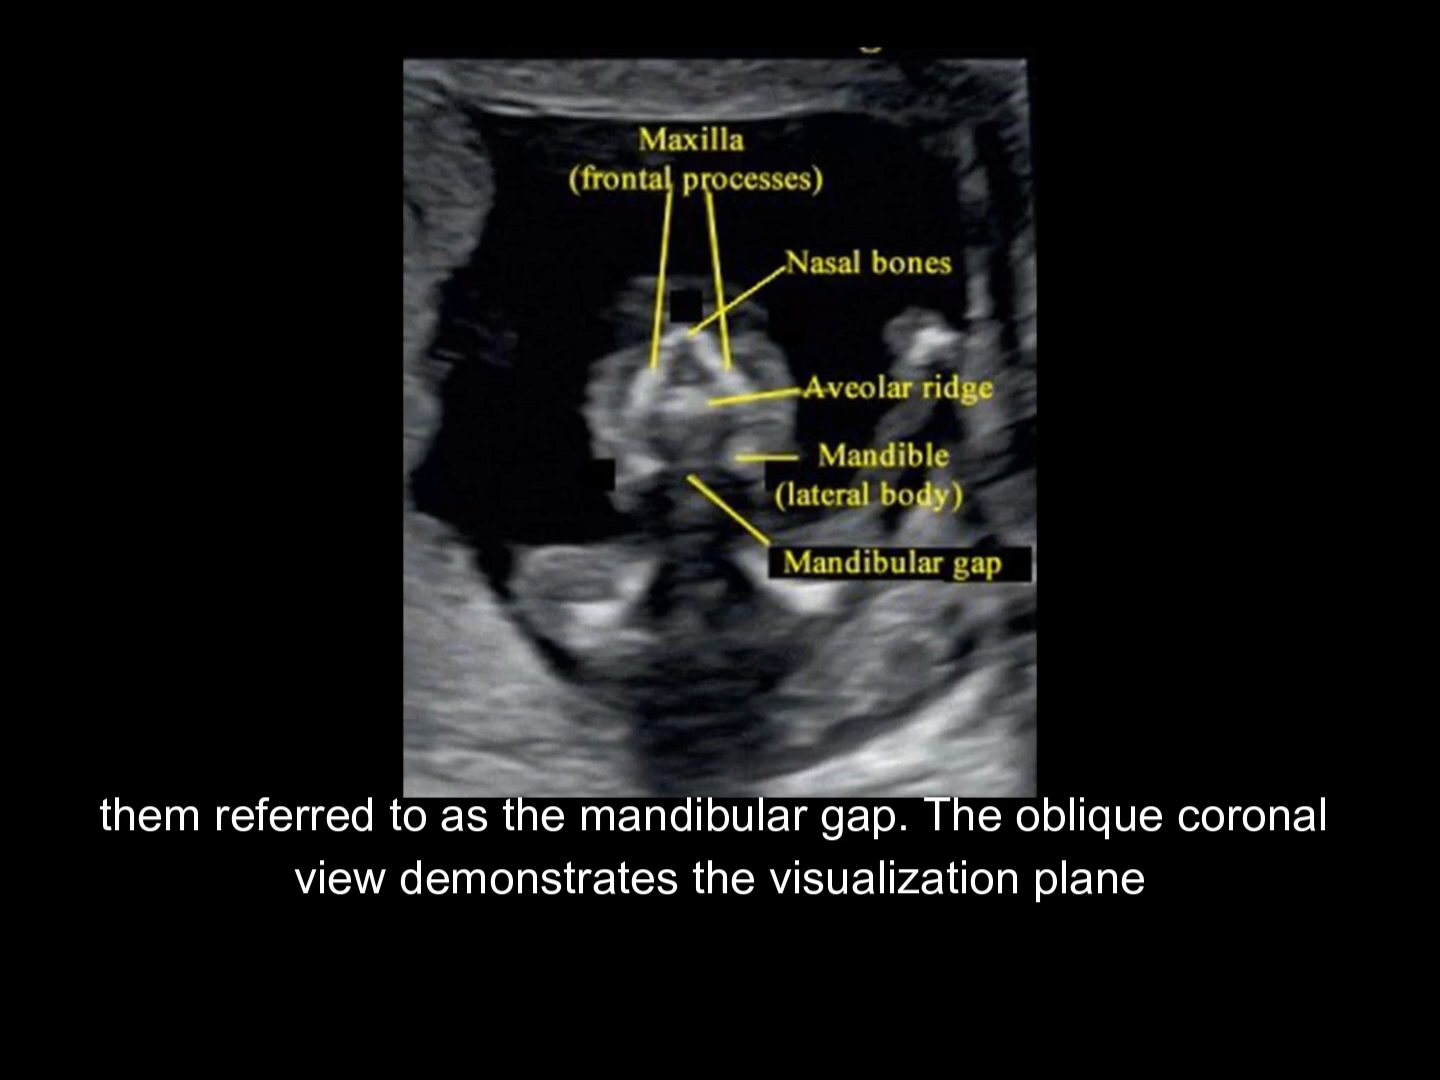 Maxilla
(frontal processes)
Nasal bones
Aveolar ridge
Mandible
(lateral body)
Mandibular gap
them referred to as the mandibular gap. The oblique coronal
view demonstrates the visualization plane